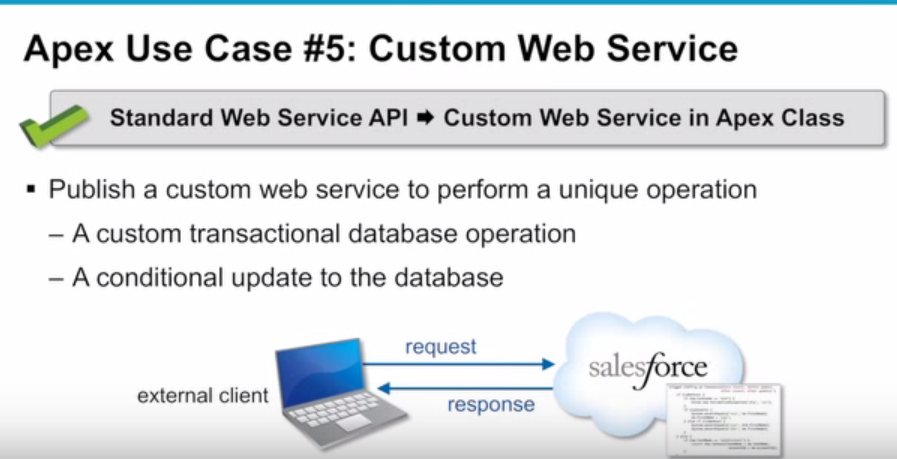 Apex Use Case #5: Custom Web Service
Standard Web Service API ➡ Custom Web Service in Apex Class
▪ Publish a custom web service to perform a unique operation
– A custom transactional database operation
– A conditional update to the database
request
salesforce
external client
response